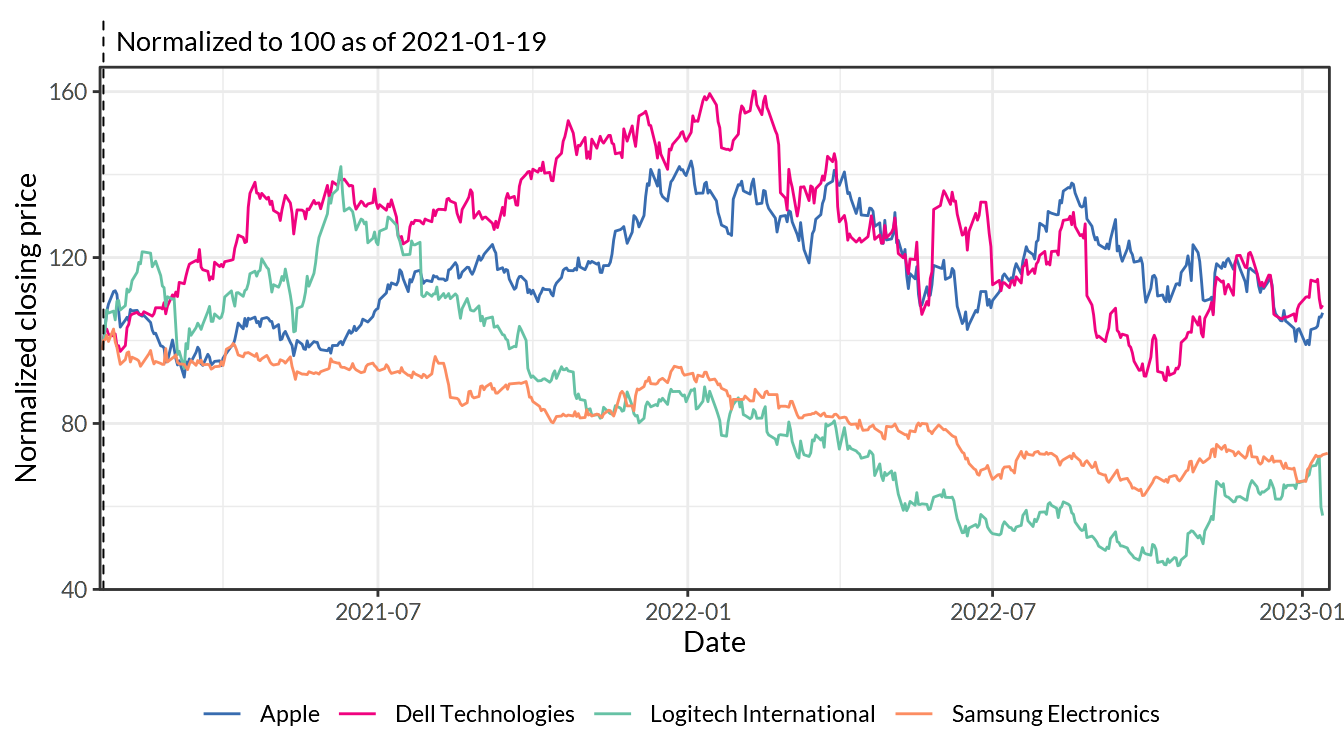 Normalized to 100 as of 2021-01-19
Normalized closing price
160
120
80
40
2021-07 2022-01 2022-07 2023-01
Date
Apple Dell Technologies Logitech International Samsung Electronics